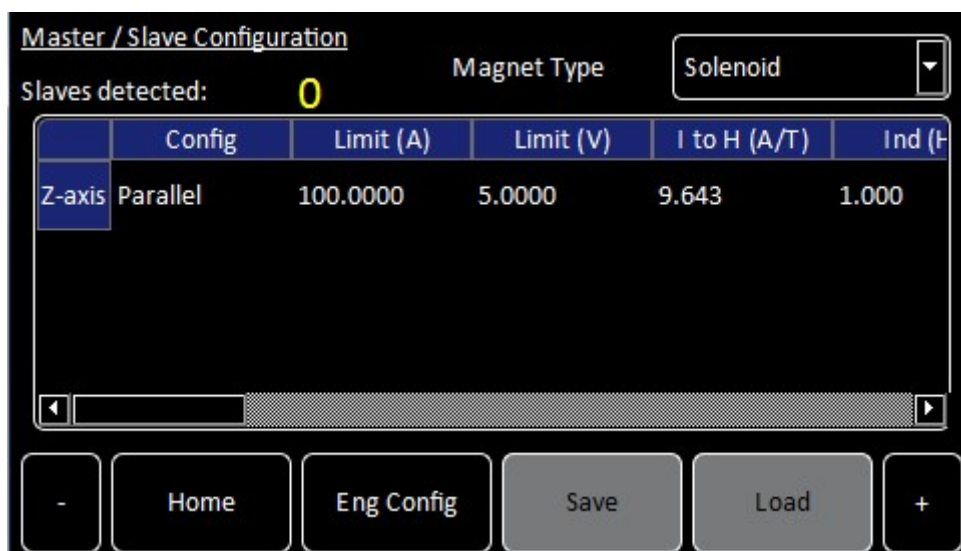 Master / Slave Configuration
Magnet Type
Solenoid
Slaves detected:
0
Config Limit (A) Limit (V) I to H (A/T) Ind (H
Z-axis Parallel 100.0000 5.0000 9.643 1.000
- Home Eng Config Save Load +